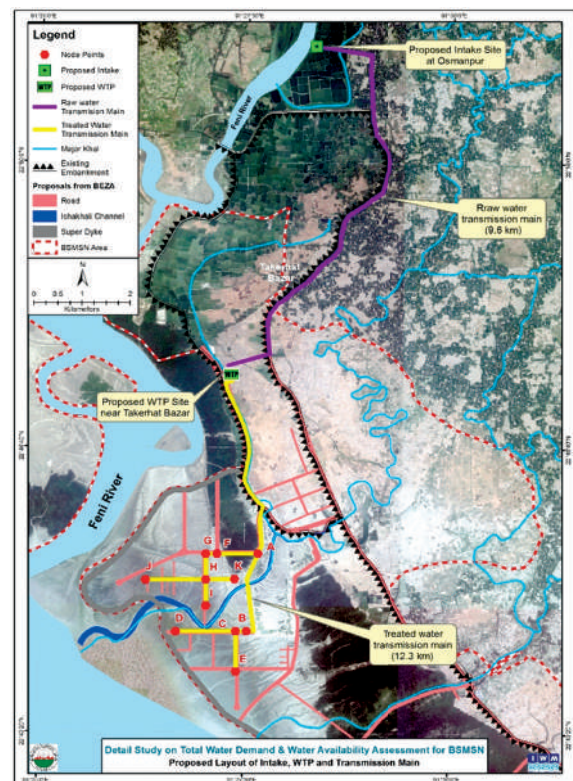 Legend
Node Points
Proposed Intake
WTP Proposed WTP
Raw water
Transmision Main
Treated Water
Transmission Main
Major Khal
Existing
Embankment
Proposals from BEZA
Road
Ishakhali Channel
Super Dyke
BSMSN Area
N
0 0.5 1 2
Kilometers
Proposed Intake Site
at Osmanpur
Feni River
Rraw water
transmission main
(9.6 km)
Takerhat
Bazar
WTP
Proposed WTP Site
near Takerhat Bazar
Feni River
G F A
J H K
I
D C B
E
Treated water
transmission main
(12.3 km)
Detail Study on Total Water Demand & Water Availability Assessment for BSMSN
Proposed Layout of Intake, WTP and Transmission Main
IWM